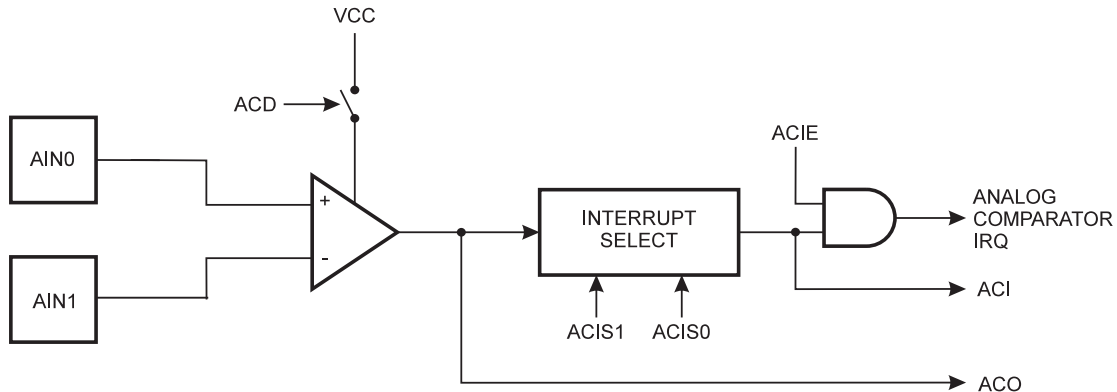 VCC
ACD
AIN0
ACIE
+
INTERRUPT
SELECT
ANALOG
COMPARATOR
IRQ
-
AIN1
ACI
ACIS1
ACIS0
ACO